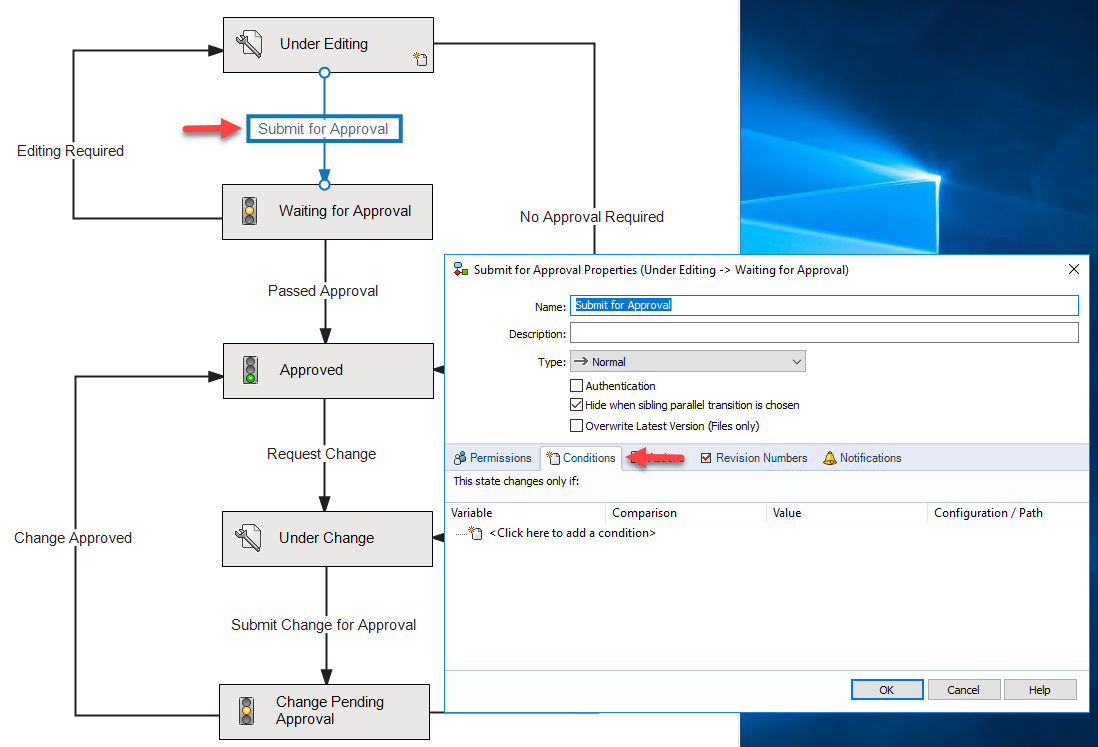 Under Editing
Submit for Approval
Editing Required
Waiting for Approval
No Approval Required
Passed Approval
Approved
Request Change
Under Change
Change Approved
Submit Change for Approval
Change Pending
Approval
Submit for Approval Properties (Under Editing -> Waiting for Approval)
Name: Submit for Approval
Description:
Type: Normal
Authentication
Hide when sibling parallel transition is chosen
Overwrite Latest Version (Files only)
Permissions Conditions Revision Numbers Notifications
This state changes only if:
Variable Comparison Value Configuration / Path
<Click here to add a condition>
OK Cancel Help